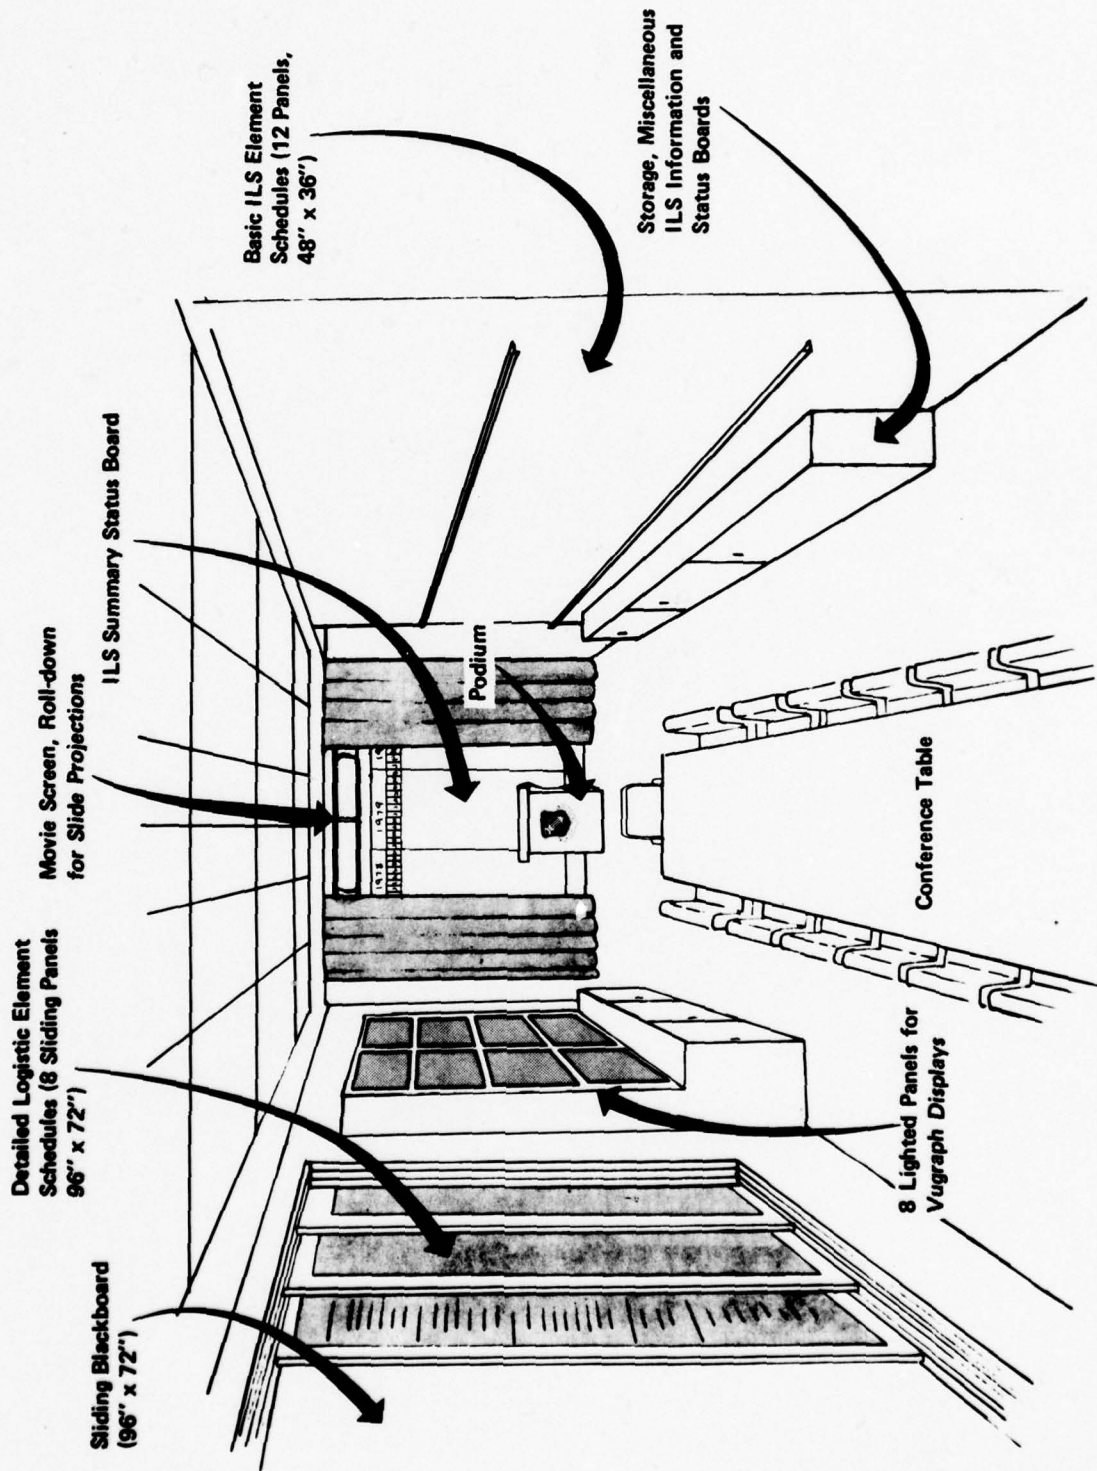 Sliding Blackboard
(96" x 72")
Detailed Logistic Element
Schedules (8 Sliding Panels
96" x 72")
Movie Screen, Roll-down
for Slide Projections
ILS Summary Status Board
Basic ILS Element
Schedules (12 Panels,
48" x 36")
Storage, Miscellaneous
ILS Information and
Status Boards
Podium
1978
1979
Conference Table
8 Lighted Panels for
Vugraph Displays